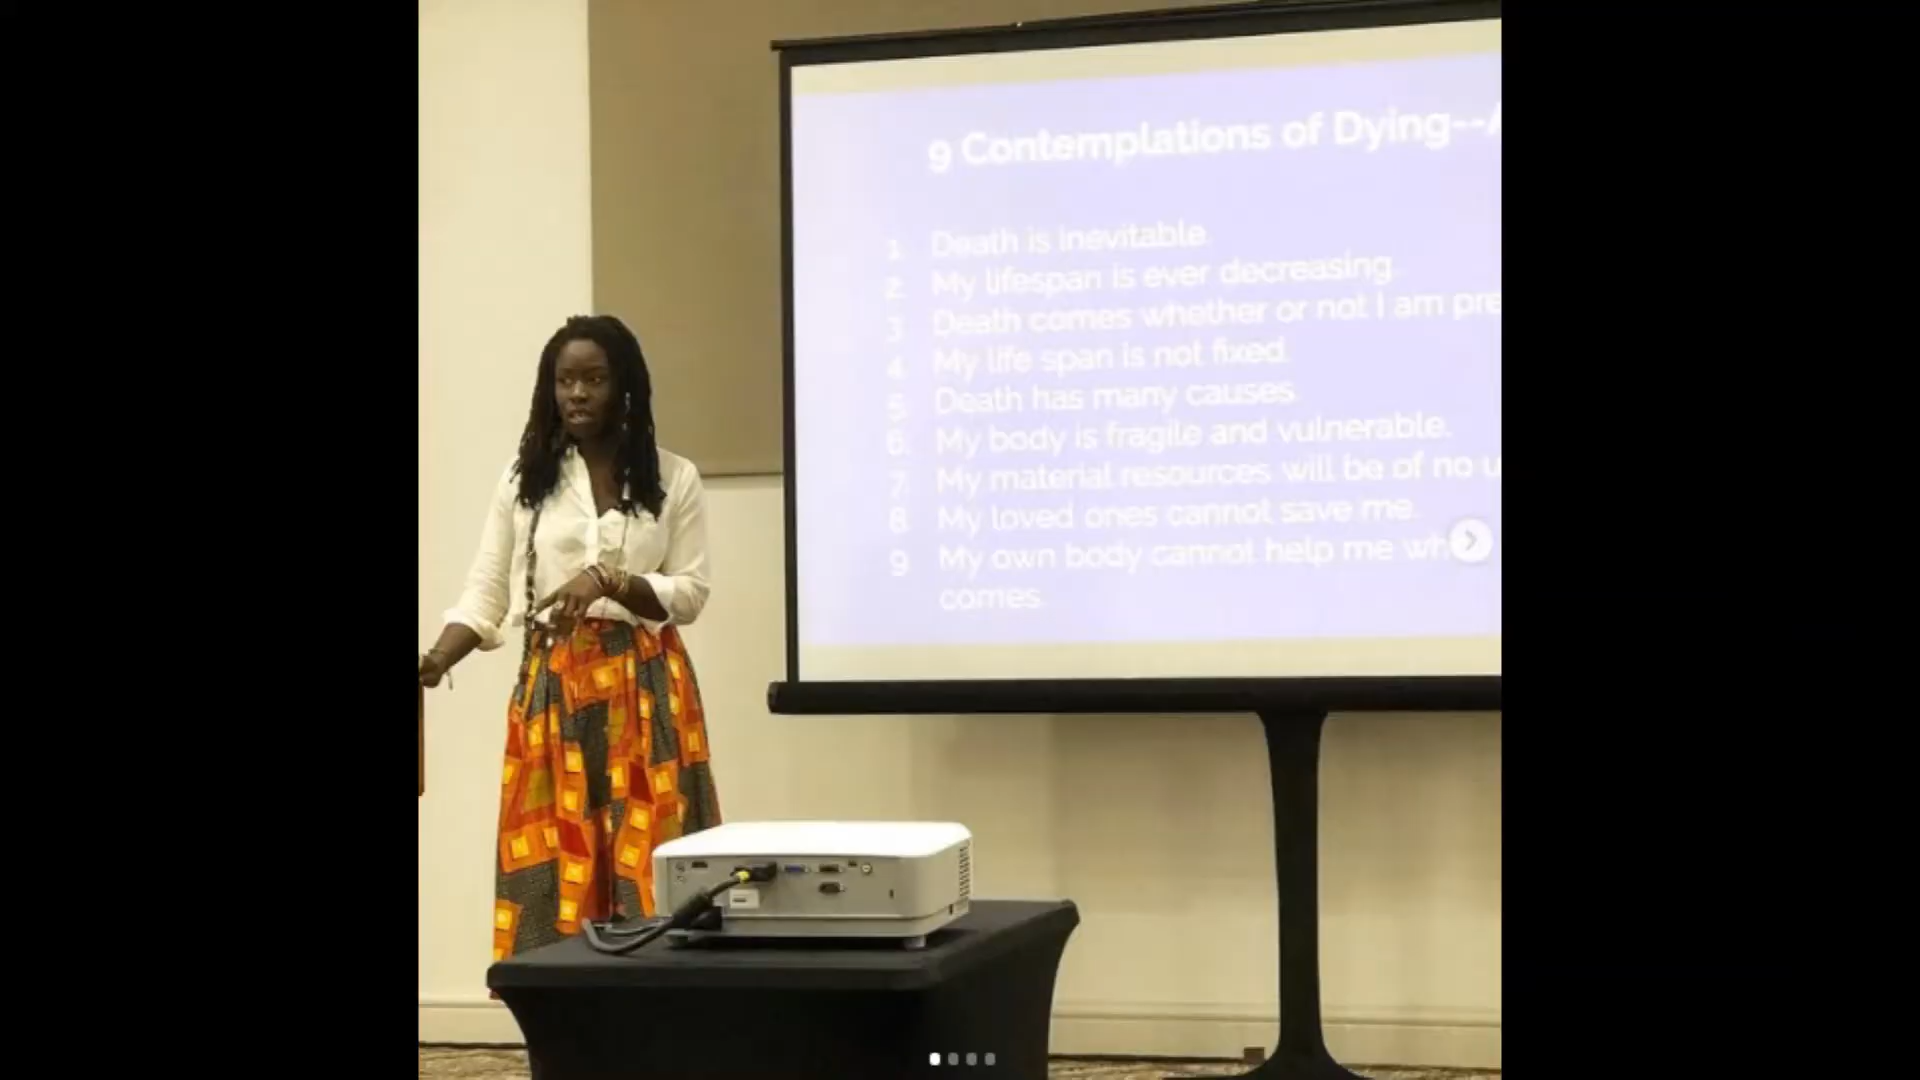 9 Contemplations of Dying--A
1. Death is inevitable.
2. My lifespan is ever decreasing.
3. Death comes whether or not I am pre
4. My life span is not fixed.
5. Death has many causes.
6. My body is fragile and vulnerable.
7. My material resources will be of no u
8. My loved ones cannot save me.
9 My own body cannot help me wh
comes.